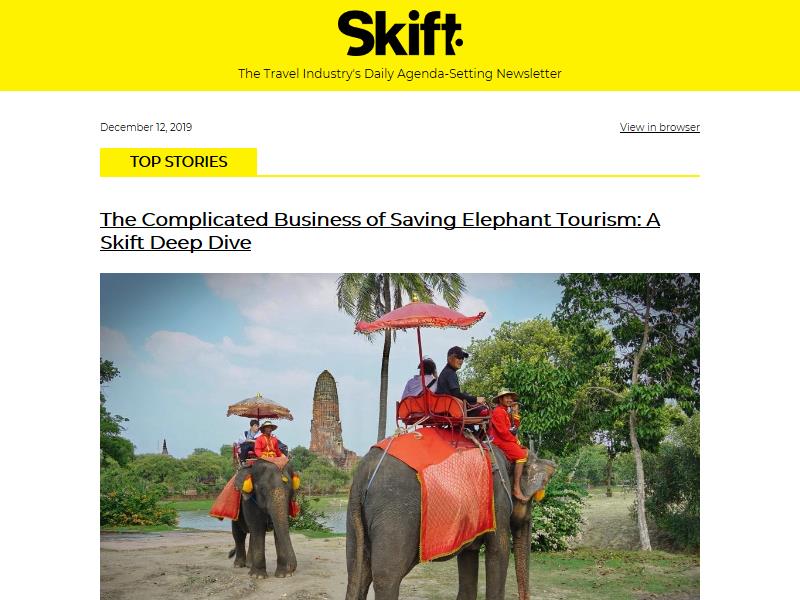 Skift
The Travel Industry's Daily Agenda-Setting Newsletter
December 12, 2019
View in browser
TOP STORIES
The Complicated Business of Saving Elephant Tourism: A
Skift Deep Dive